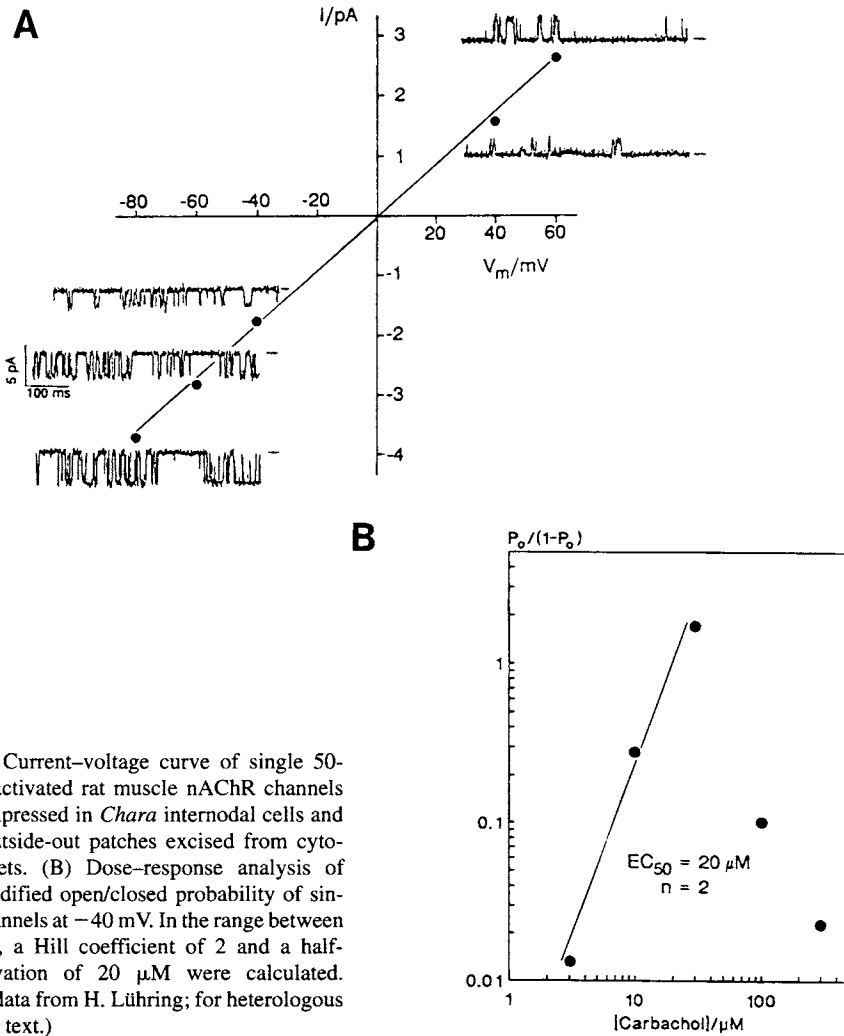 A
i/pA
3
2
1
-80 -60 -40 -20
20 40 60
Vm/mV
-1
-2
-3
-4
5 pA
100 ms
B
Po/(1-Po)
1
0.1
0.01
EC50 = 20 μM
n = 2
1 10 100
[Carbachol]/μM
Current–voltage curve of single 50-
activated rat muscle nAChR channels
pressed in Chara internodal cells and
tside-out patches excised from cyto-
ets. (B) Dose–response analysis of
dified open/closed probability of sin-
annels at −40 mV. In the range between
, a Hill coefficient of 2 and a half-
vation of 20 μM were calculated.
data from H. Lühring; for heterologous
text.)